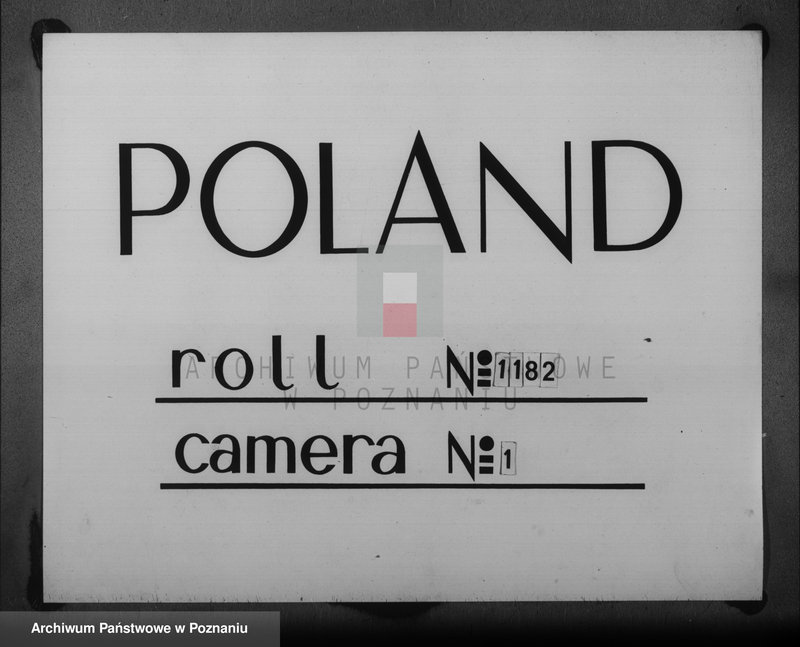 POLAND
roll № 1182
ARCHIWUM PAŃSTWOWE
W POZNANIU
camera № 1
Archiwum Państwowe w Poznaniu